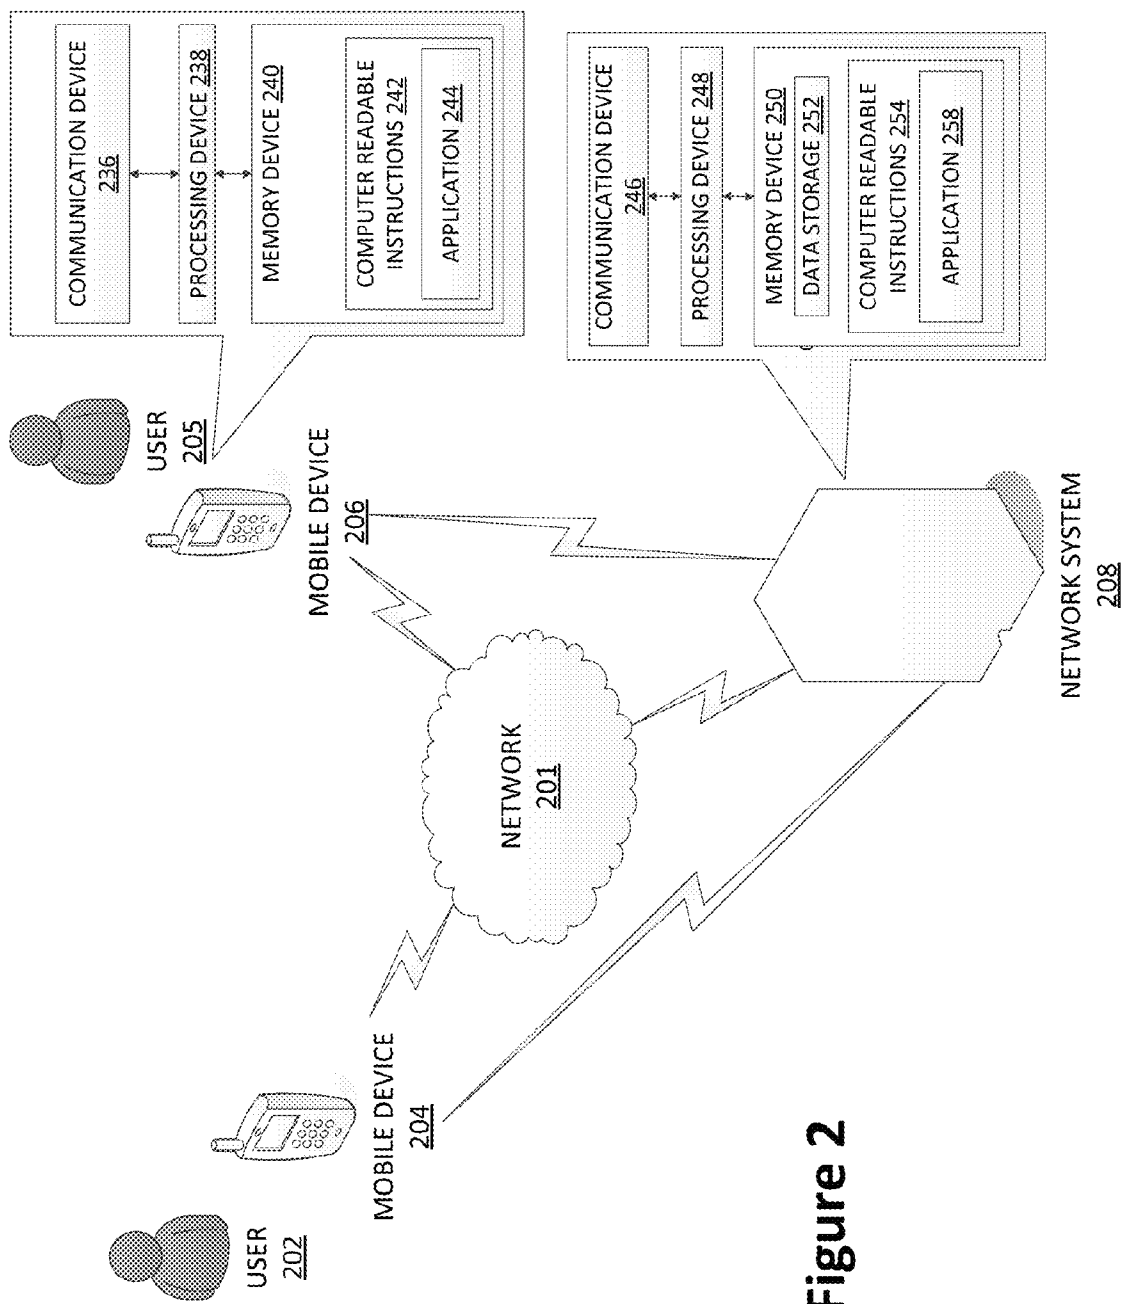 USER
202
MOBILE DEVICE
204
NETWORK
201
USER
205
MOBILE DEVICE
206
COMMUNICATION DEVICE
236
PROCESSING DEVICE 238
MEMORY DEVICE 240
COMPUTER READABLE
INSTRUCTIONS 242
APPLICATION 244
COMMUNICATION DEVICE
246
PROCESSING DEVICE 248
MEMORY DEVICE 250
DATA STORAGE 252
COMPUTER READABLE
INSTRUCTIONS 254
APPLICATION 258
NETWORK SYSTEM
208
Figure 2